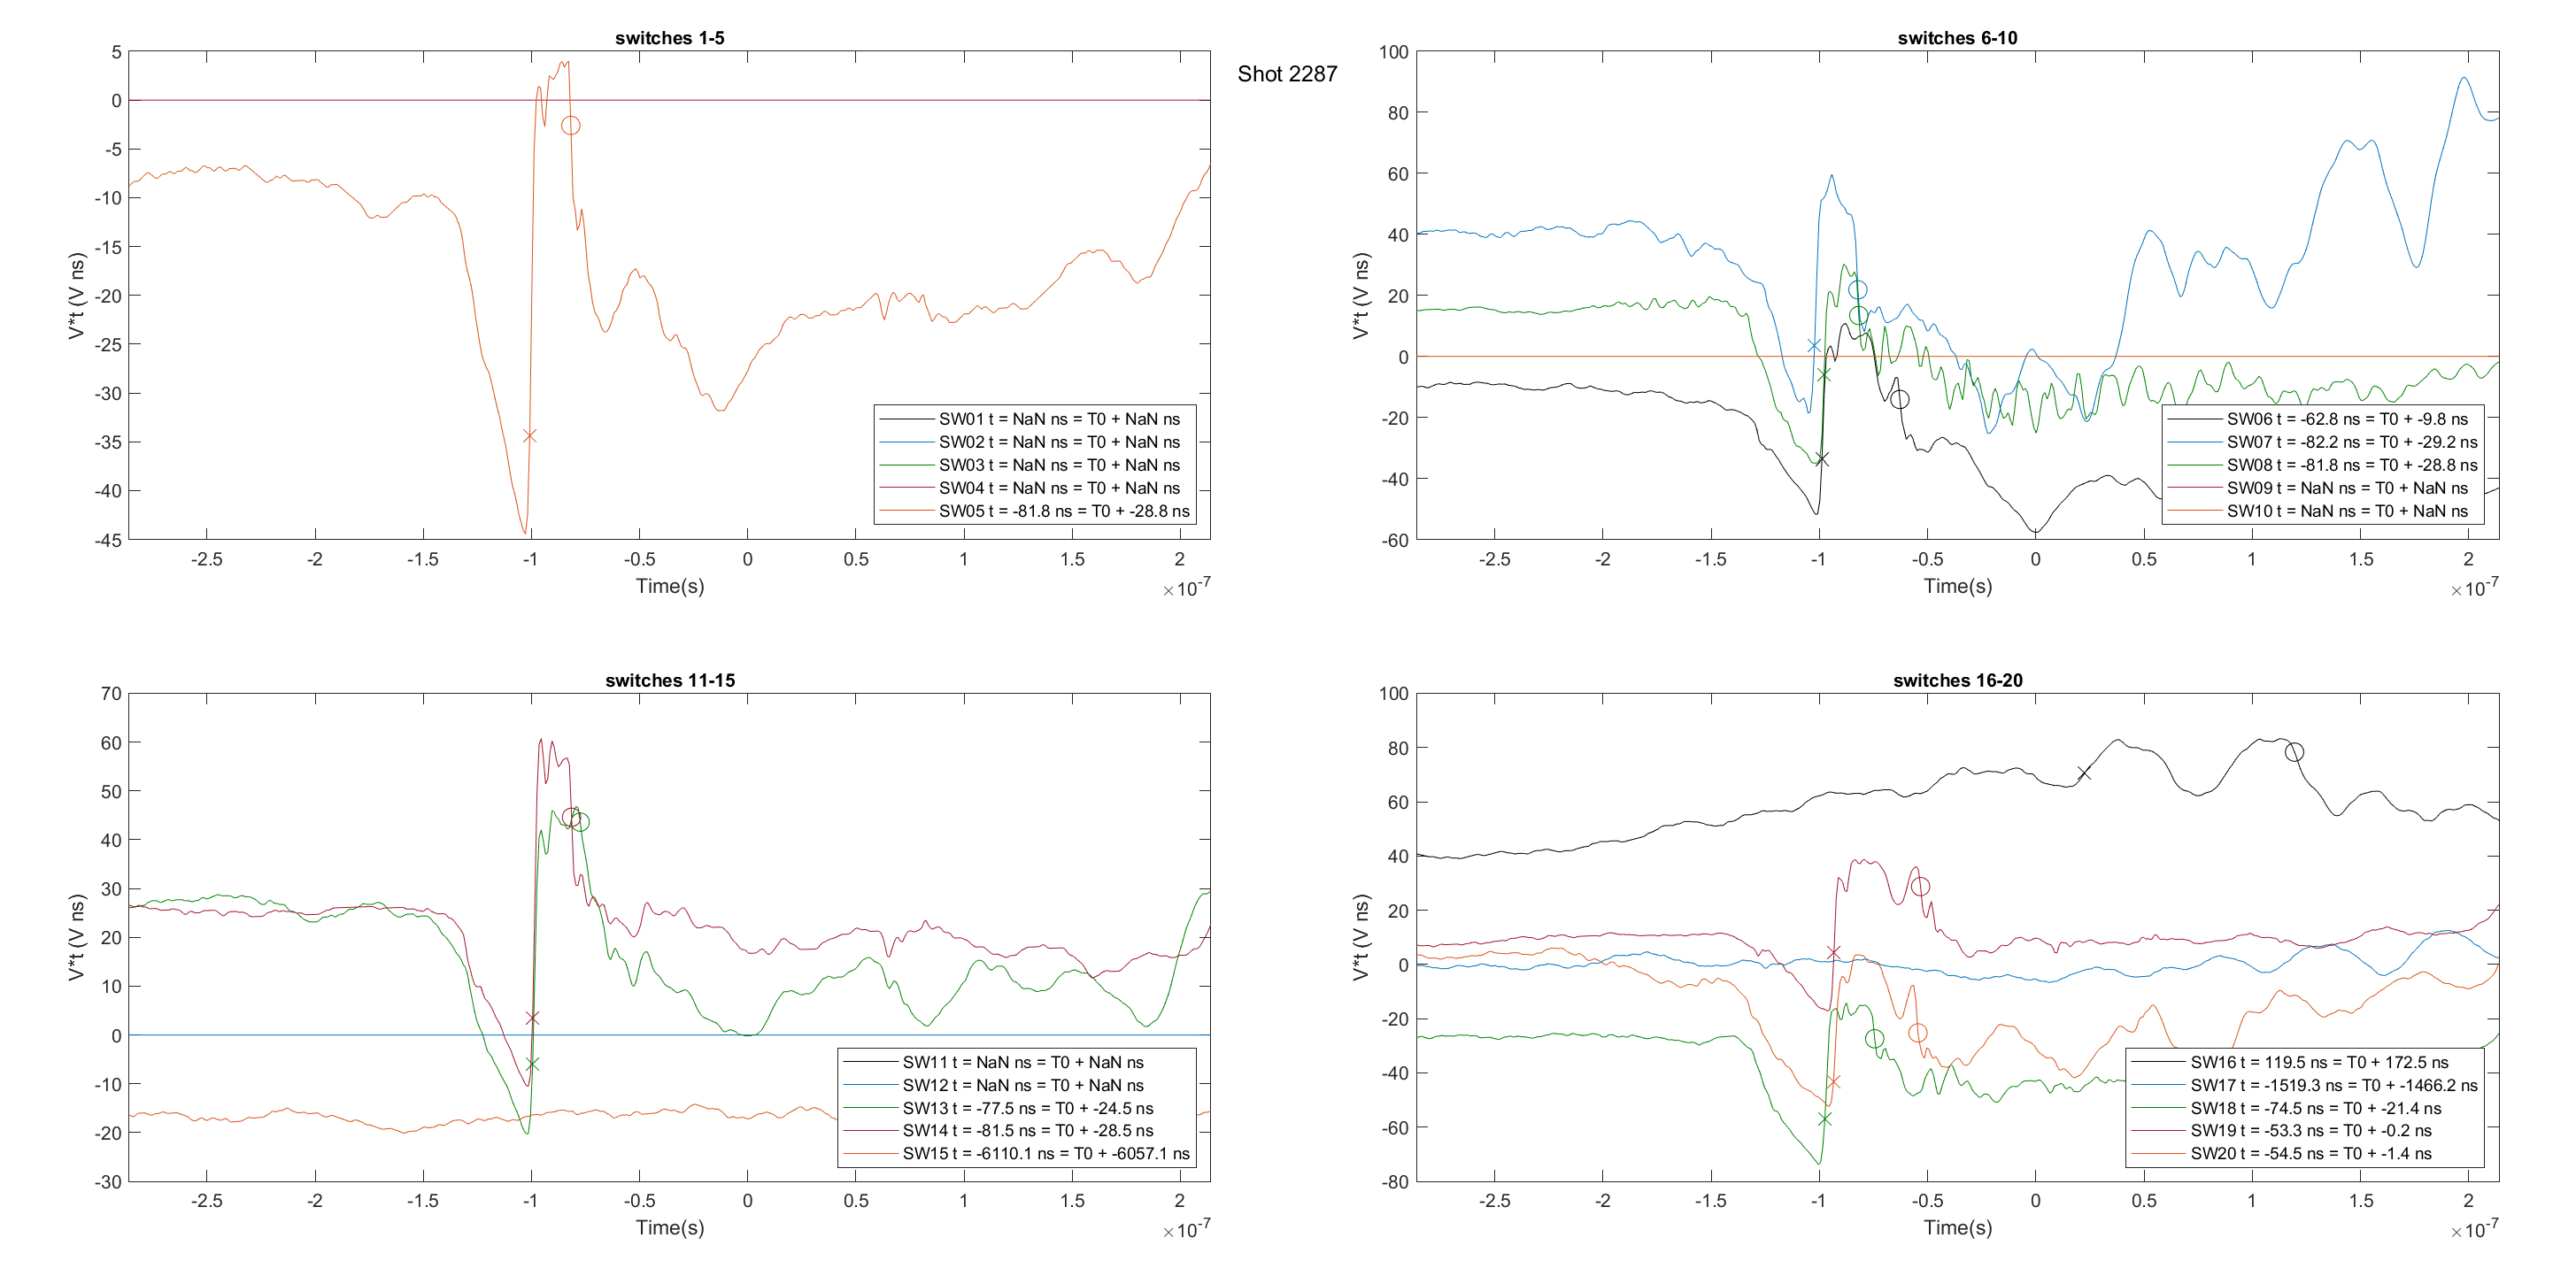 Shot 2287
switches 1-5
5
0
-5
-10
-15
-20
-25
-30
-35
-40
-45
V*t (V ns)
-2.5 -2 -1.5 -1 -0.5 0 0.5 1 1.5 2
Time(s)
×10-7
SW01 t = NaN ns = T0 + NaN ns
SW02 t = NaN ns = T0 + NaN ns
SW03 t = NaN ns = T0 + NaN ns
SW04 t = NaN ns = T0 + NaN ns
SW05 t = -81.8 ns = T0 + -28.8 ns
switches 6-10
100
80
60
40
20
0
-20
-40
-60
V*t (V ns)
-2.5 -2 -1.5 -1 -0.5 0 0.5 1 1.5 2
Time(s)
×10-7
SW06 t = -62.8 ns = T0 + -9.8 ns
SW07 t = -82.2 ns = T0 + -29.2 ns
SW08 t = -81.8 ns = T0 + -28.8 ns
SW09 t = NaN ns = T0 + NaN ns
SW10 t = NaN ns = T0 + NaN ns
switches 11-15
70
60
50
40
30
20
10
0
-10
-20
-30
V*t (V ns)
-2.5 -2 -1.5 -1 -0.5 0 0.5 1 1.5 2
Time(s)
×10-7
SW11 t = NaN ns = T0 + NaN ns
SW12 t = NaN ns = T0 + NaN ns
SW13 t = -77.5 ns = T0 + -24.5 ns
SW14 t = -81.5 ns = T0 + -28.5 ns
SW15 t = -6110.1 ns = T0 + -6057.1 ns
switches 16-20
100
80
60
40
20
0
-20
-40
-60
-80
V*t (V ns)
-2.5 -2 -1.5 -1 -0.5 0 0.5 1 1.5 2
Time(s)
×10-7
SW16 t = 119.5 ns = T0 + 172.5 ns
SW17 t = -1519.3 ns = T0 + -1466.2 ns
SW18 t = -74.5 ns = T0 + -21.4 ns
SW19 t = -53.3 ns = T0 + -0.2 ns
SW20 t = -54.5 ns = T0 + -1.4 ns